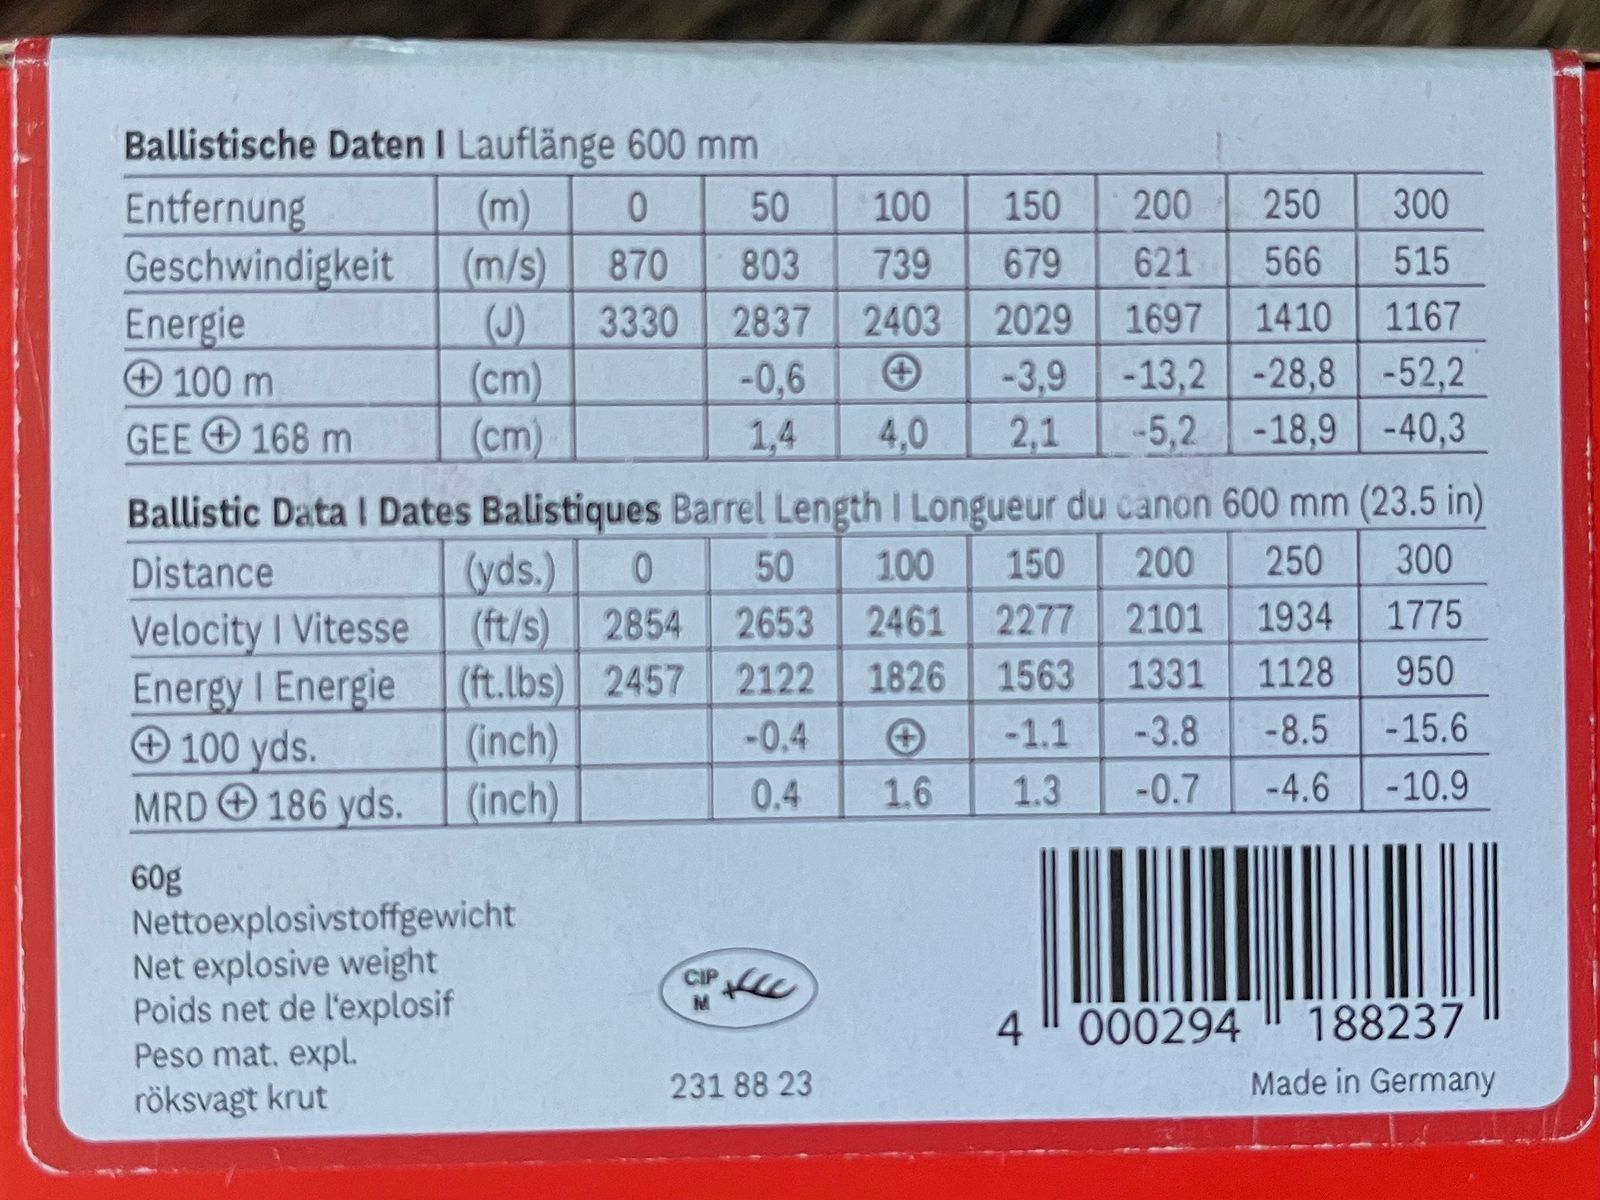 Ballistische Daten I Lauflänge 600 mm
Entfernung (m) 0 50 100 150 200 250 300
Geschwindigkeit (m/s) 870 803 739 679 621 566 515
Energie (J) 3330 2837 2403 2029 1697 1410 1167
⊕ 100 m (cm) -0,6 ⊕ -3,9 -13,2 -28,8 -52,2
GEE ⊕ 168 m (cm) 1,4 4,0 2,1 -5,2 -18,9 -40,3
Ballistic Data I Dates Balistiques Barrel Length I Longueur du canon 600 mm (23.5 in)
Distance (yds.) 0 50 100 150 200 250 300
Velocity I Vitesse (ft/s) 2854 2653 2461 2277 2101 1934 1775
Energy I Energie (ft.lbs) 2457 2122 1826 1563 1331 1128 950
⊕ 100 yds. (inch) -0.4 ⊕ -1.1 -3.8 -8.5 -15.6
MRD ⊕ 186 yds. (inch) 0.4 1.6 1.3 -0.7 -4.6 -10.9
60g
Nettoexplosivstoffgewicht
Net explosive weight
Poids net de l'explosif
Peso mat. expl.
röksvagt krut
CIP
M
231 88 23
4 000294 188237
Made in Germany